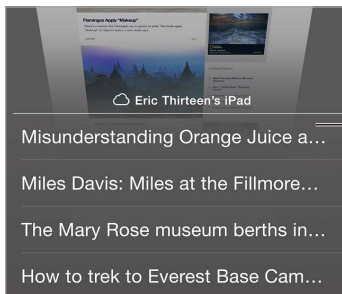 Flamingos Apply "Makeup"
Eric Thirteen's iPad
Misunderstanding Orange Juice a...
Miles Davis: Miles at the Fillmore...
The Mary Rose museum berths in...
How to trek to Everest Base Cam...